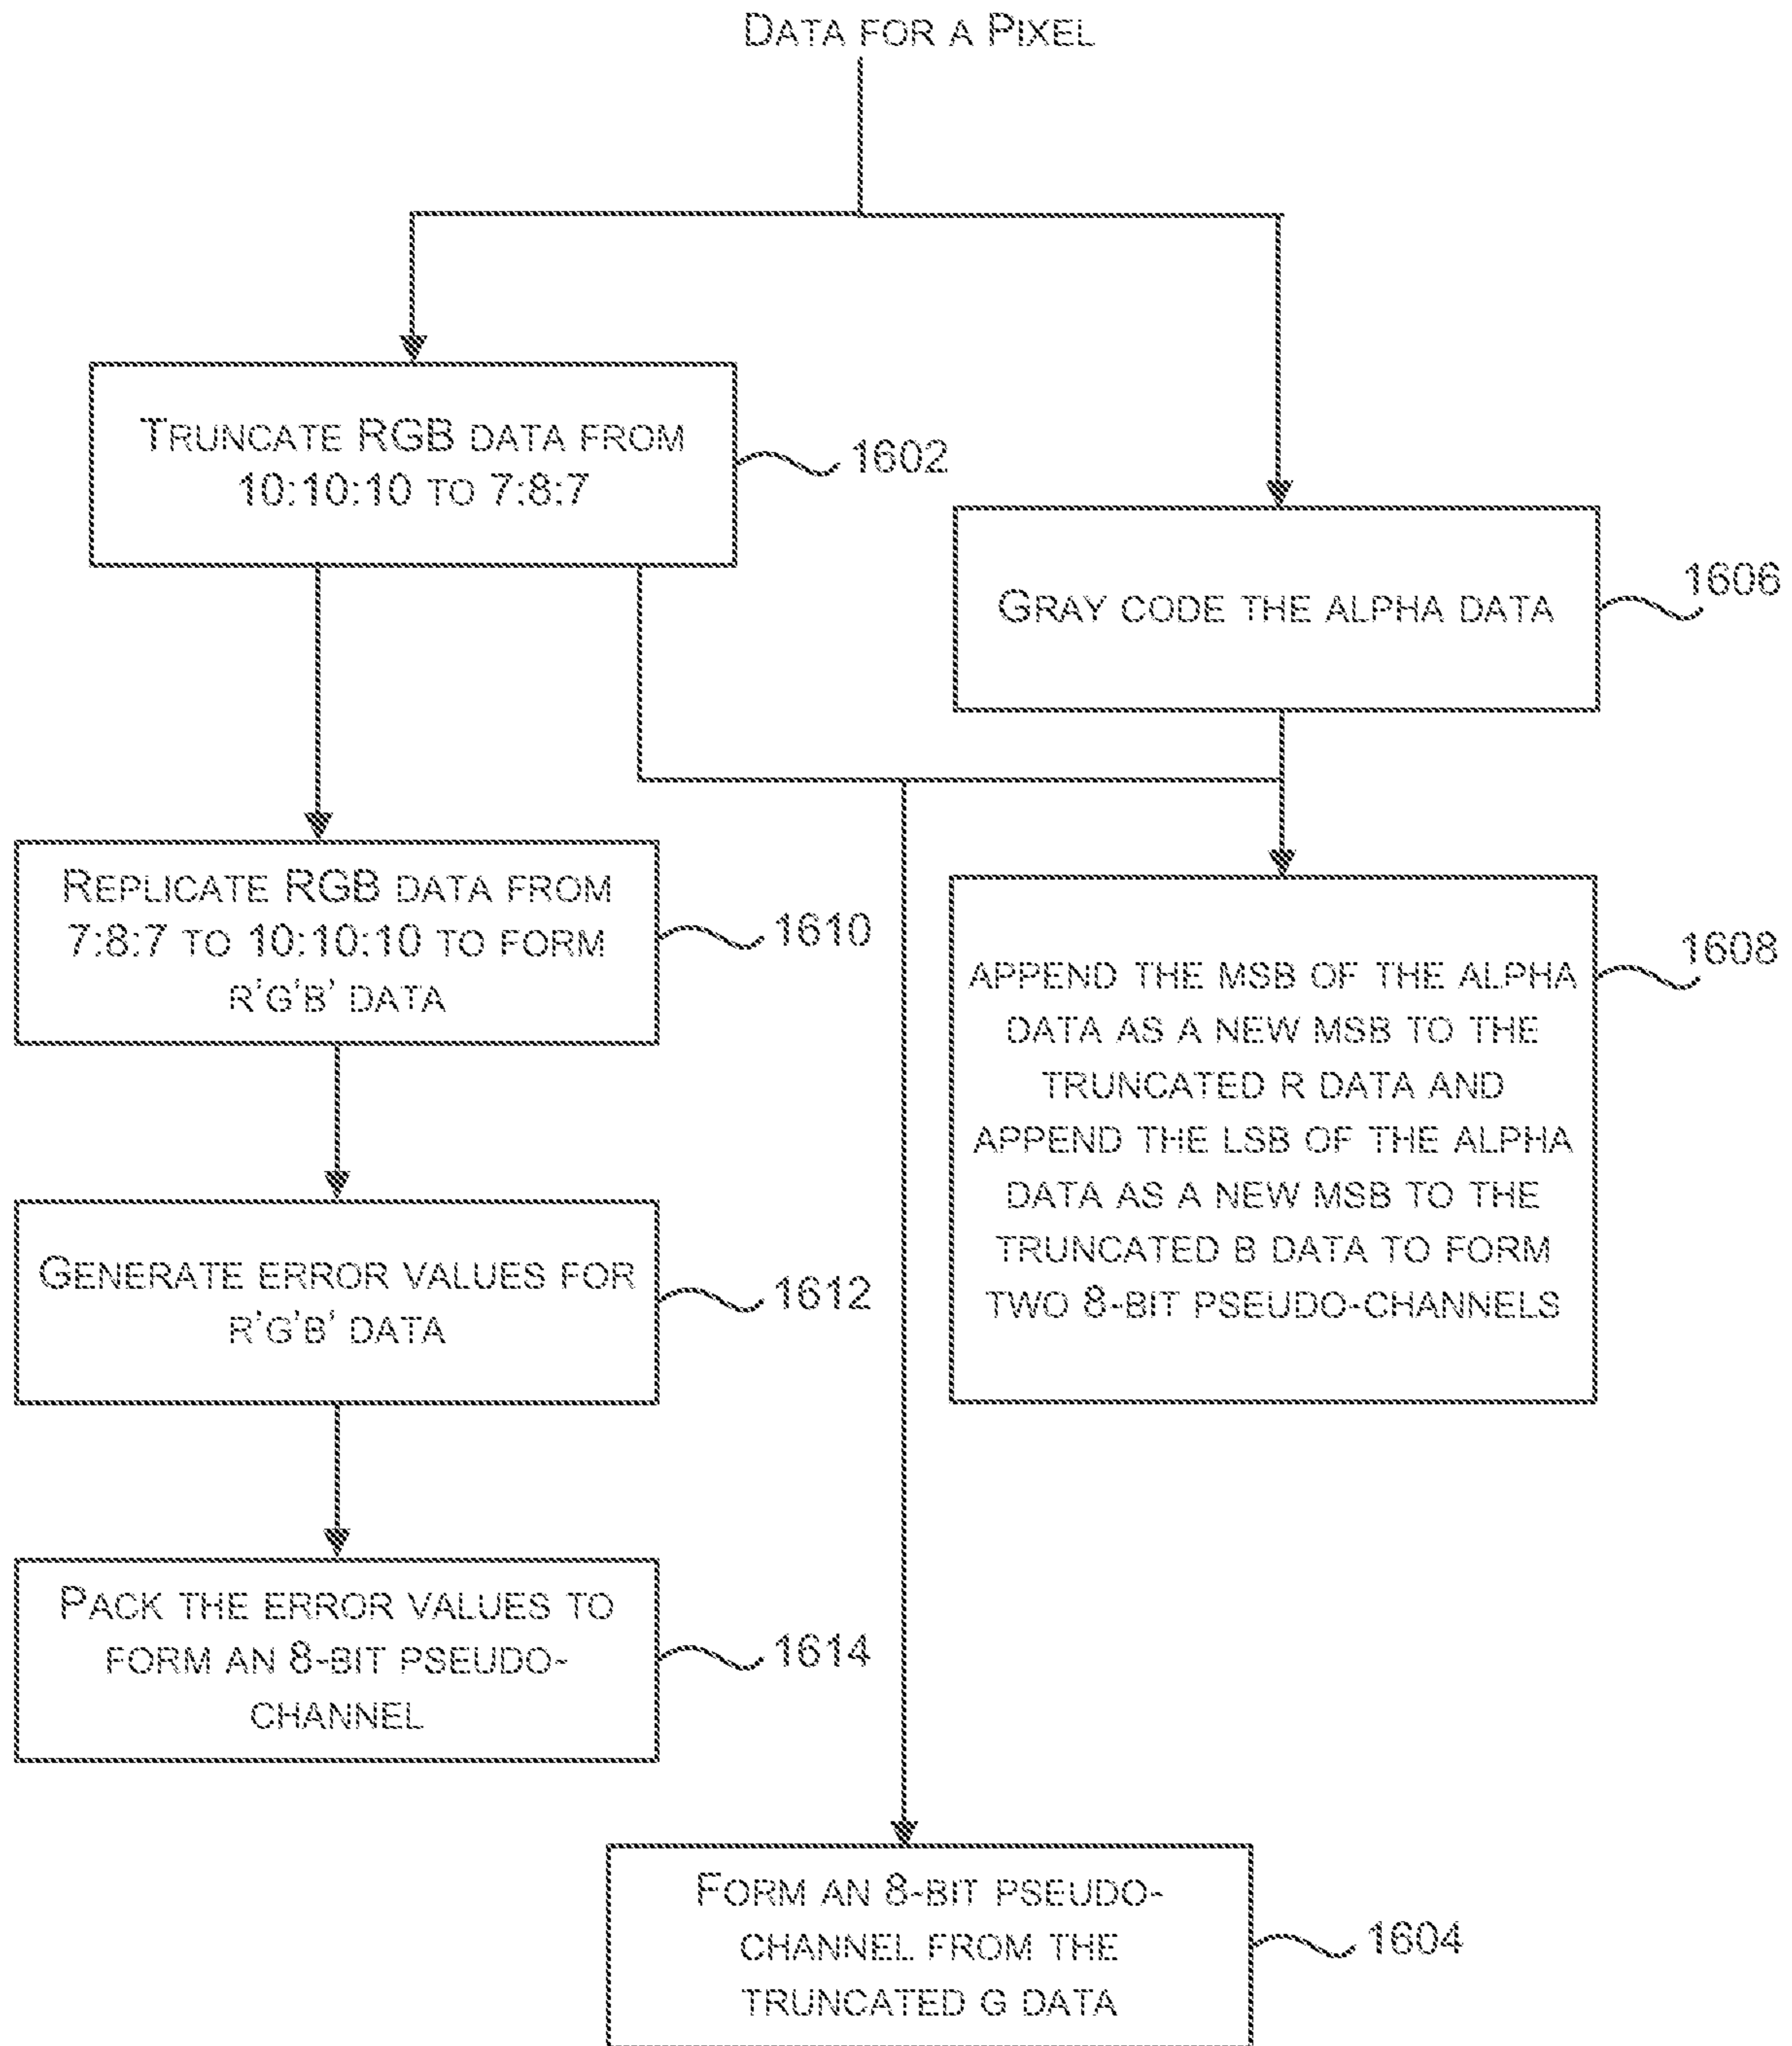 DATA FOR A PIXEL
TRUNCATE RGB DATA FROM
10:10:10 TO 7:8:7
1602
GRAY CODE THE ALPHA DATA
1606
REPLICATE RGB DATA FROM
7:8:7 TO 10:10:10 TO FORM
R'G'B' DATA
1610
APPEND THE MSB OF THE ALPHA
DATA AS A NEW MSB TO THE
TRUNCATED R DATA AND
APPEND THE LSB OF THE ALPHA
DATA AS A NEW MSB TO THE
TRUNCATED B DATA TO FORM
TWO 8-BIT PSEUDO-CHANNELS
1608
GENERATE ERROR VALUES FOR
R'G'B' DATA
1612
PACK THE ERROR VALUES TO
FORM AN 8-BIT PSEUDO-
CHANNEL
1614
FORM AN 8-BIT PSEUDO-
CHANNEL FROM THE
TRUNCATED G DATA
1604